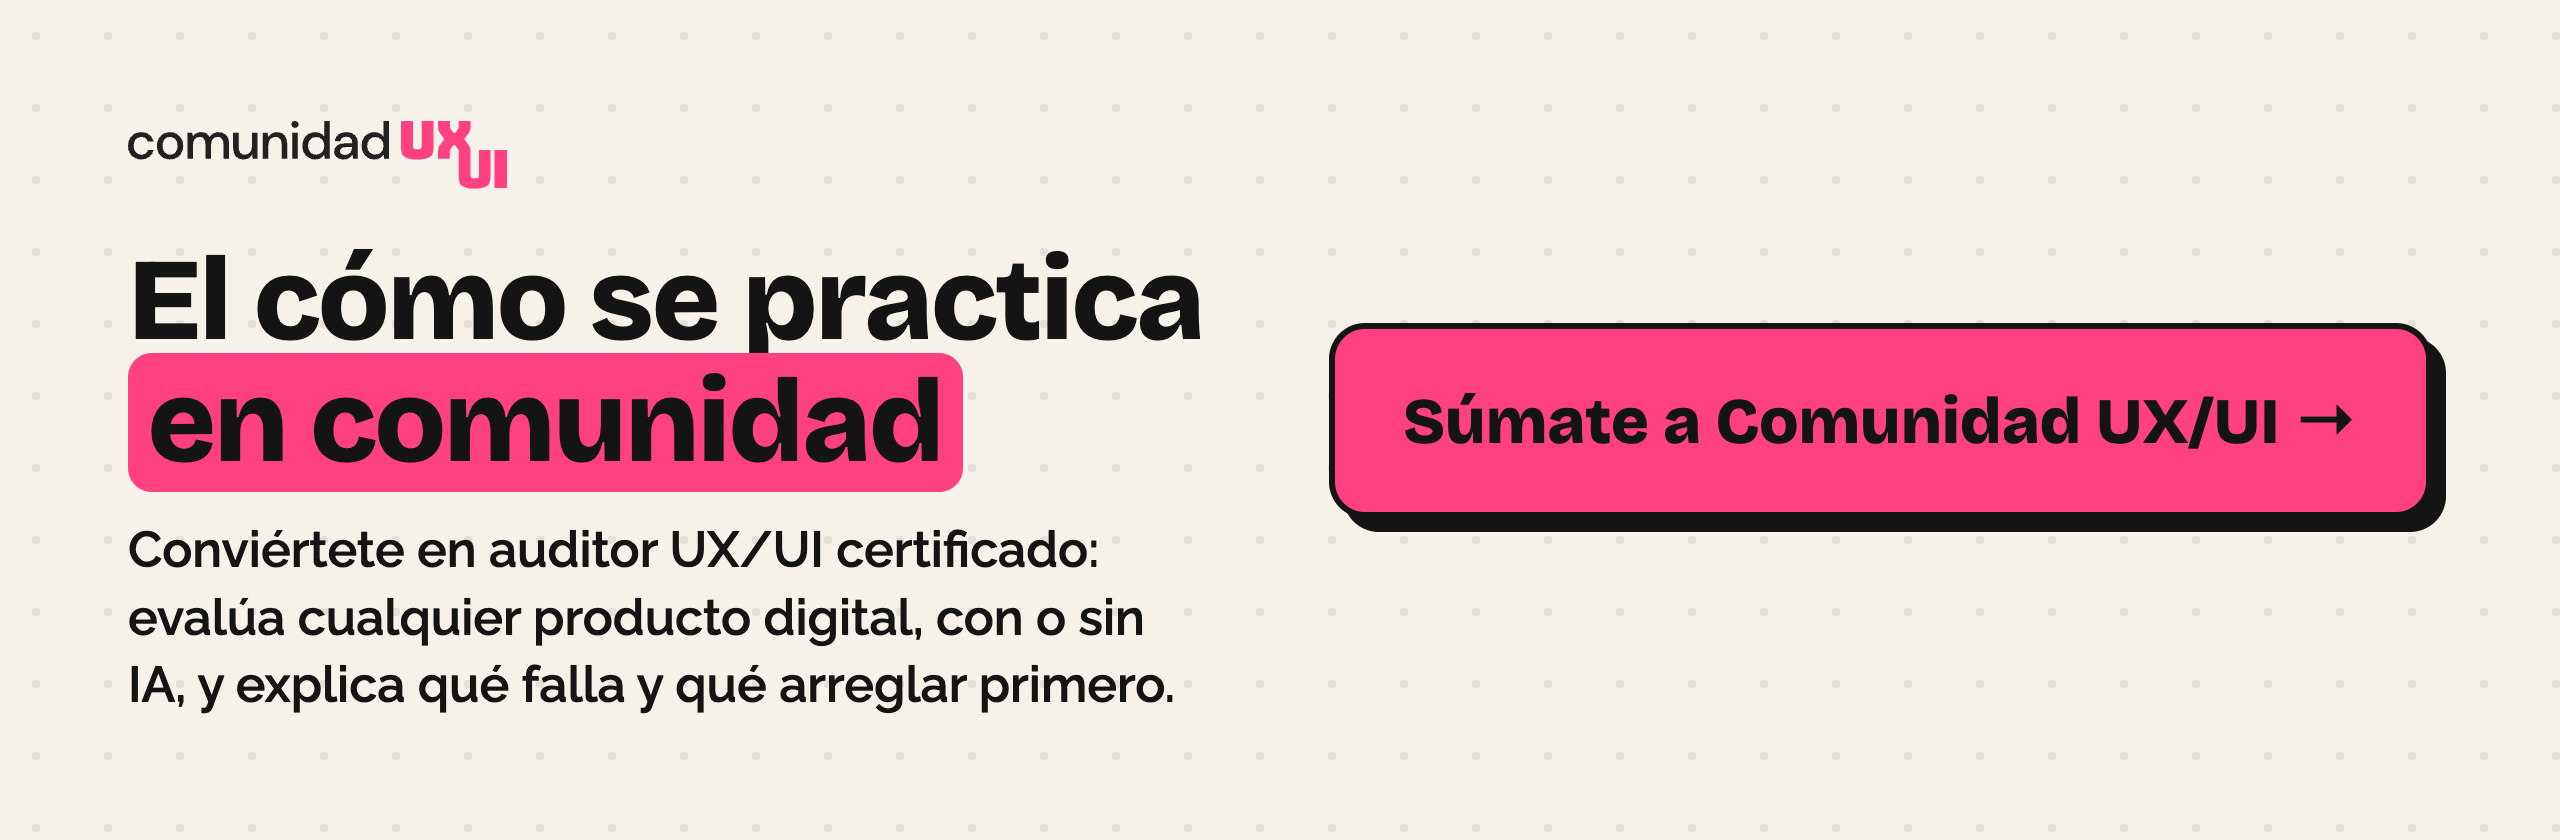 comunidad UX
UI
El cómo se practica
en comunidad
Conviértete en auditor UX/UI certificado:
evalúa cualquier producto digital, con o sin
IA, y explica qué falla y qué arreglar primero.
Súmate a Comunidad UX/UI →